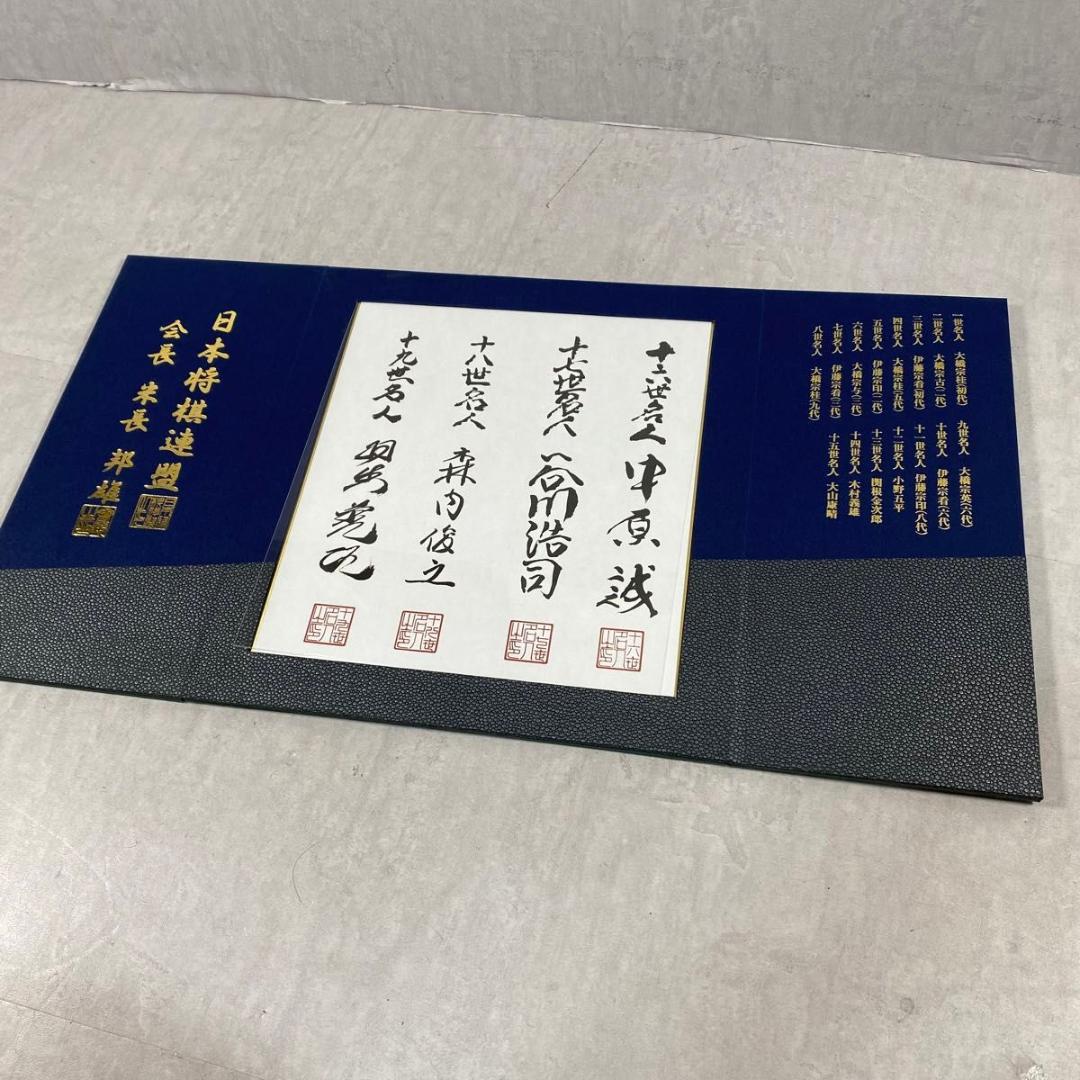 一世名人 大橋宗桂(初代) 九世名人 大橋宗英(六代)
二世名人 大橋宗古(二代) 十世名人 伊藤宗看(六代)
三世名人 伊藤宗看(初代) 十一世名人 伊藤宗印(八代)
四世名人 大橋宗桂(五代) 十二世名人 小野五平
五世名人 伊藤宗印(二代) 十三世名人 関根金次郎
六世名人 大橋宗与(三代) 十四世名人 木村義雄
七世名人 伊藤宗看(三代) 十五世名人 大山康晴
八世名人 大橋宗桂(九代)
十六世名人 中原誠
十七世名人 谷川浩司
十八世名人 森内俊之
十九世名人 羽生善治
日本将棋連盟
会長 朱長 邦雄